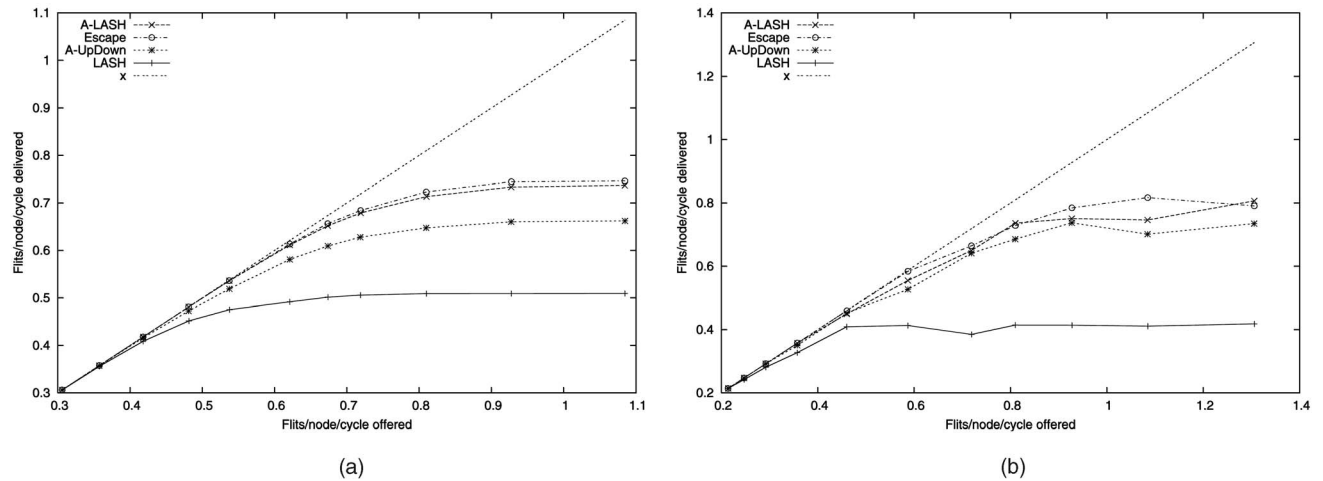 1.1
1
0.9
0.8
0.7
0.6
0.5
0.4
0.3
Flits/node/cycle delivered
A-LASH
Escape
A-UpDown
LASH
x
0.3 0.4 0.5 0.6 0.7 0.8 0.9 1 1.1
Flits/node/cycle offered
(a)
1.4
1.2
1
0.8
0.6
0.4
0.2
Flits/node/cycle delivered
A-LASH
Escape
A-UpDown
LASH
x
0.2 0.4 0.6 0.8 1 1.2 1.4
Flits/node/cycle offered
(b)